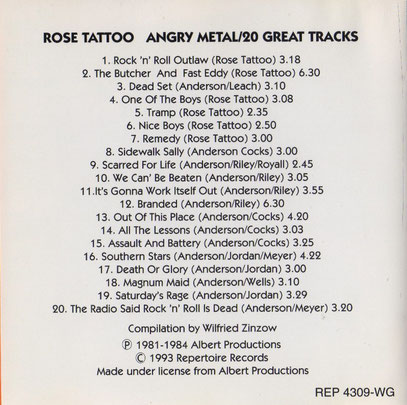 ROSE TATTOO ANGRY METAL/20 GREAT TRACKS
1. Rock 'n' Roll Outlaw (Rose Tattoo) 3.18
2. The Butcher And Fast Eddy (Rose Tattoo) 6.30
3. Dead Set (Anderson/Leach) 3.10
4. One Of The Boys (Rose Tattoo) 3.08
5. Tramp (Rose Tattoo) 2.35
6. Nice Boys (Rose Tattoo) 2.50
7. Remedy (Rose Tattoo) 3.00
8. Sidewalk Sally (Anderson Cocks) 3.00
9. Scarred For Life (Anderson/Riley/Royall) 2.45
10. We Can' Be Beaten (Anderson/Riley) 3.05
11.It's Gonna Work Itself Out (Anderson/Riley) 3.55
12. Branded (Anderson/Riley) 6.30
13. Out Of This Place (Anderson/Cocks) 4.20
14. All The Lessons (Anderson/Cocks) 3.03
15. Assault And Battery (Anderson/Cocks) 3.25
16. Southern Stars (Anderson/Jordan/Meyer) 4.22
17. Death Or Glory (Anderson/Jordan) 3.00
18. Magnum Maid (Anderson/Wells) 3.10
19. Saturday's Rage (Anderson/Jordan) 3.29
20. The Radio Said Rock 'n' Roll Is Dead (Anderson/Meyer) 3.20
Compilation by Wilfried Zinzow
℗ 1981-1984 Albert Productions
© 1993 Repertoire Records
Made under license from Albert Productions
REP 4309-WG